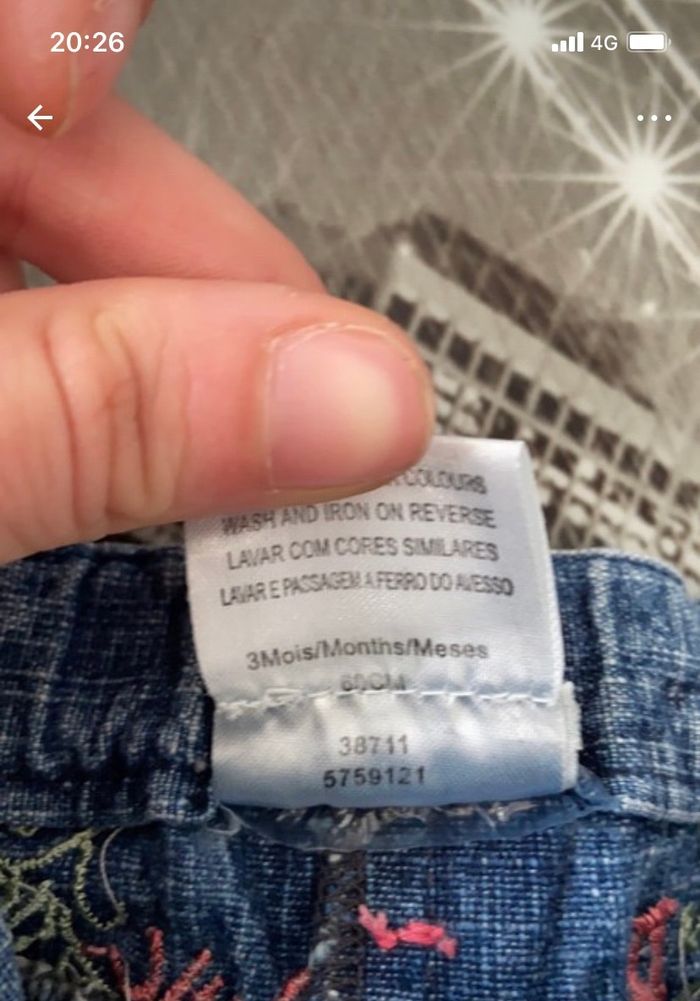 20:26
4G
COLOURS
WASH AND IRON ON REVERSE
LAVAR COM CORES SIMILARES
LAVAR E PASSAGEM A FERRO DO AVESSO
3Mois/Months/Meses
60CM
38711
5759121